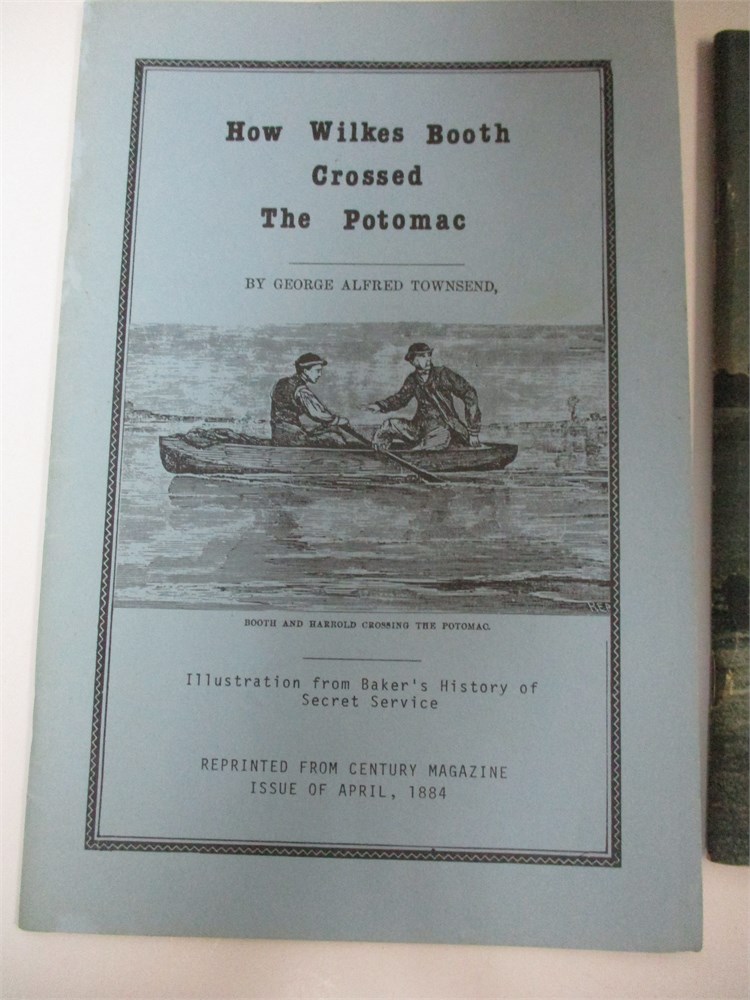 How Wilkes Booth
Crossed
The Potomac
BY GEORGE ALFRED TOWNSEND,
H.E.
BOOTH AND HARROLD CROSSING THE POTOMAC.
Illustration from Baker's History of
Secret Service
REPRINTED FROM CENTURY MAGAZINE
ISSUE OF APRIL, 1884